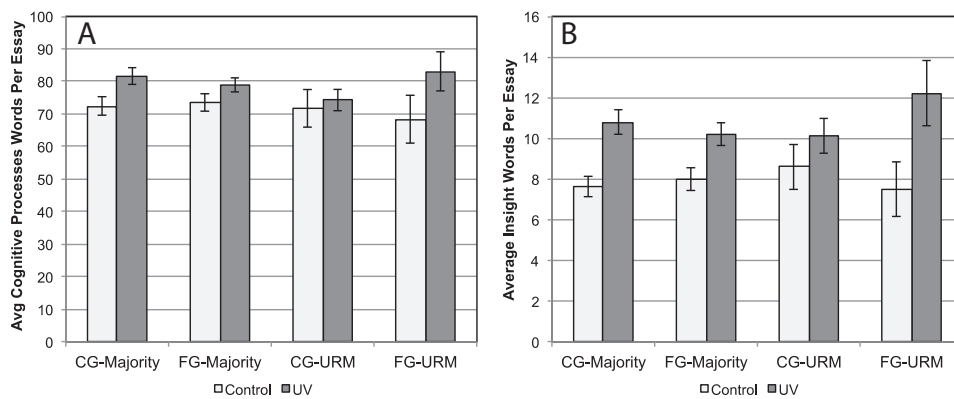 A
Avg Cognitive Processes Words Per Essay
100
90
80
70
60
50
40
30
20
10
0
CG-Majority FG-Majority CG-URM FG-URM
Control UV
B
Average Insight Words Per Essay
16
14
12
10
8
6
4
2
0
CG-Majority FG-Majority CG-URM FG-URM
Control UV